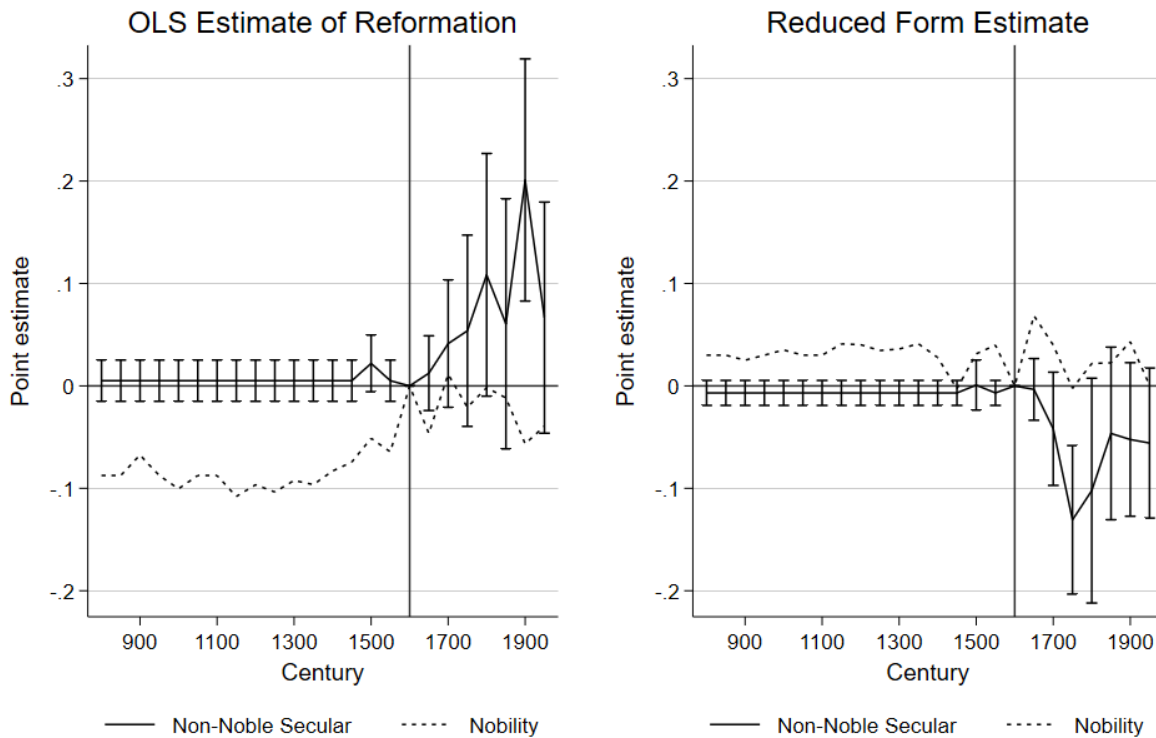 OLS Estimate of Reformation
Point estimate
.3
.2
.1
0
-.1
-.2
900 1100 1300 1500 1700 1900
Century
Non-Noble Secular Nobility
Reduced Form Estimate
Point estimate
.3
.2
.1
0
-.1
-.2
900 1100 1300 1500 1700 1900
Century
Non-Noble Secular Nobility